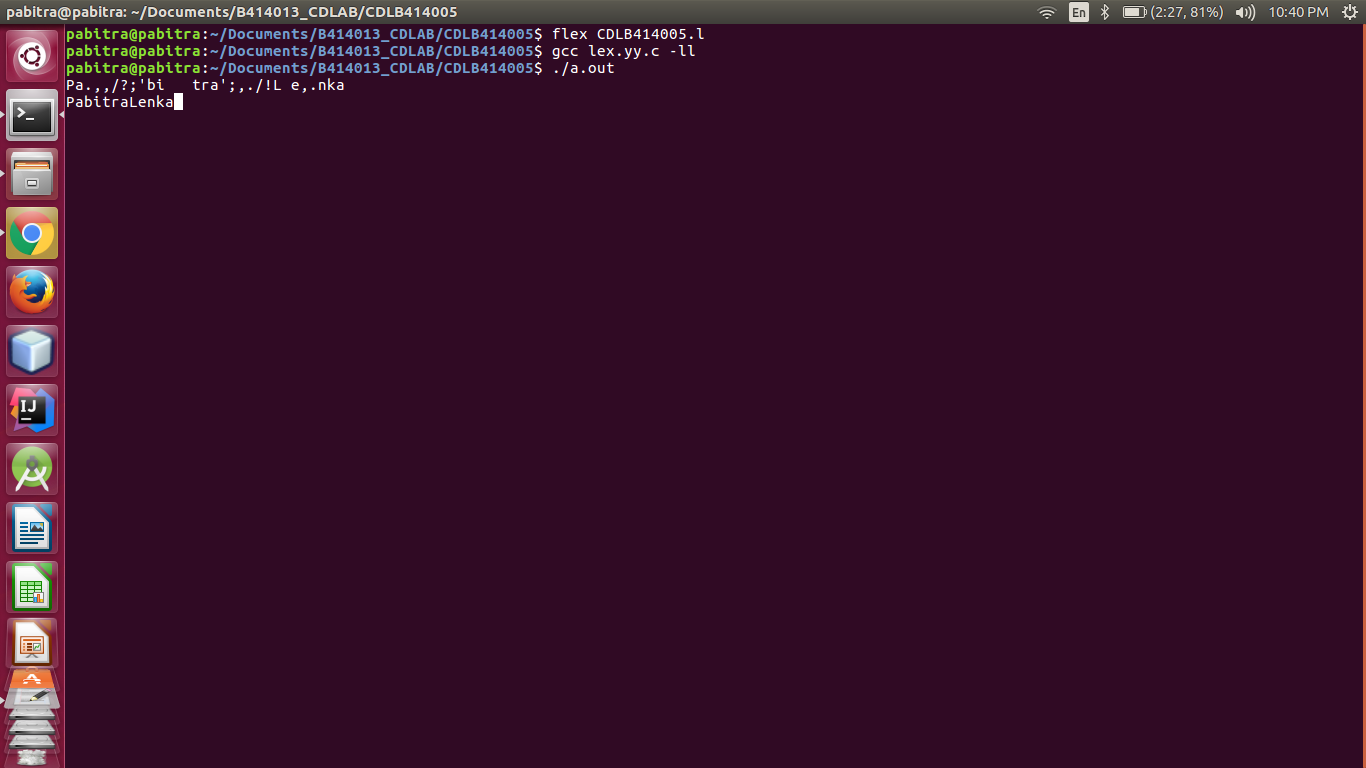 pabitra@pabitra: ~/Documents/B414013_CDLAB/CDLB414005
En
(2:27, 81%)
10:40 PM
pabitra@pabitra:~/Documents/B414013_CDLAB/CDLB414005$ flex CDLB414005.l
pabitra@pabitra:~/Documents/B414013_CDLAB/CDLB414005$ gcc lex.yy.c -ll
pabitra@pabitra:~/Documents/B414013_CDLAB/CDLB414005$ ./a.out
Pa.,,/?;'bi   tra';,./!L e,.nka
PabitraLenka
>_
IJ